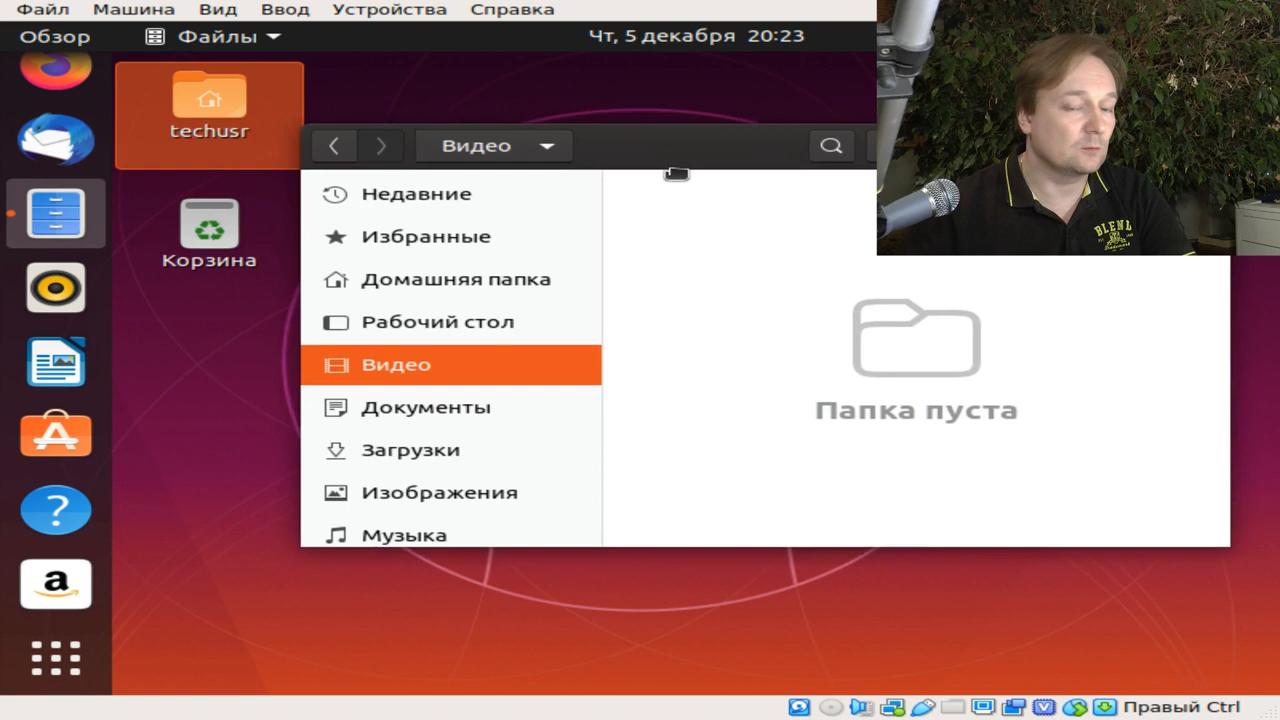 Файл Машина Вид Ввод Устройства Справка
Обзор Файлы Чт, 5 декабря 20:23
techusr
Корзина
Видео
Недавние
Избранные
Домашняя папка
Рабочий стол
Видео
Документы
Загрузки
Изображения
Музыка
Папка пуста
BLEND
?
a
V
Правый Ctrl